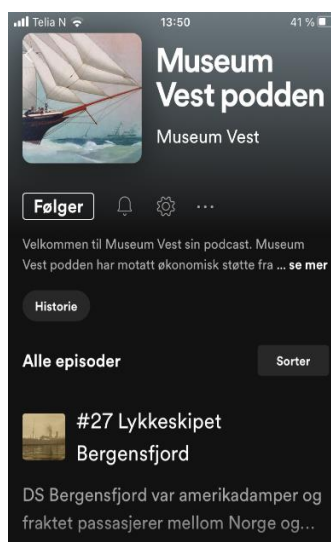 Telia N 13:50 41 %
Museum
Vest podden
Museum Vest
Følger
Velkommen til Museum Vest sin podcast. Museum
Vest podden har motatt økonomisk støtte fra ... se mer
Historie
Alle episoder Sorter
#27 Lykkeskipet
Bergensfjord
DS Bergensfjord var amerikadamper og
fraktet passasjerer mellom Norge og...